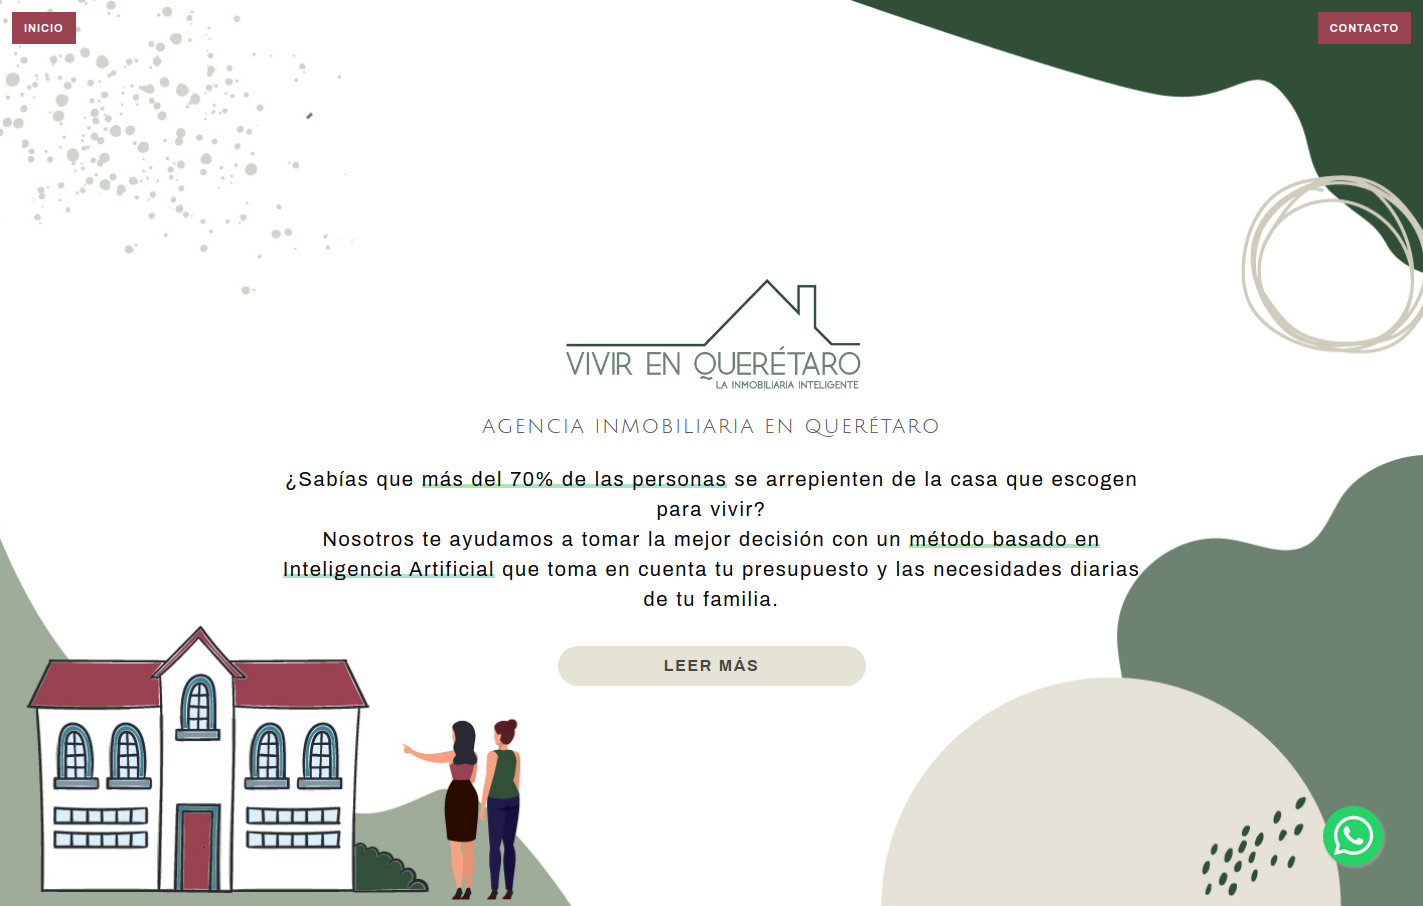 INICIO
CONTACTO
VIVIR EN QUERÉTARO
LA INMOBILIARIA INTELIGENTE
AGENCIA INMOBILIARIA EN QUERÉTARO
¿Sabías que más del 70% de las personas se arrepienten de la casa que escogen
para vivir?
Nosotros te ayudamos a tomar la mejor decisión con un método basado en
Inteligencia Artificial que toma en cuenta tu presupuesto y las necesidades diarias
de tu familia.
LEER MÁS